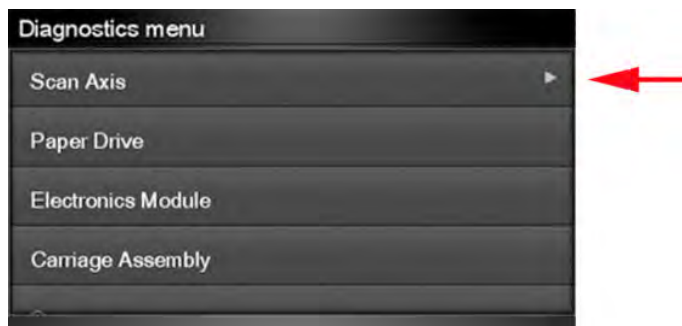 Diagnostics menu
Scan Axis
Paper Drive
Electronics Module
Carriage Assembly